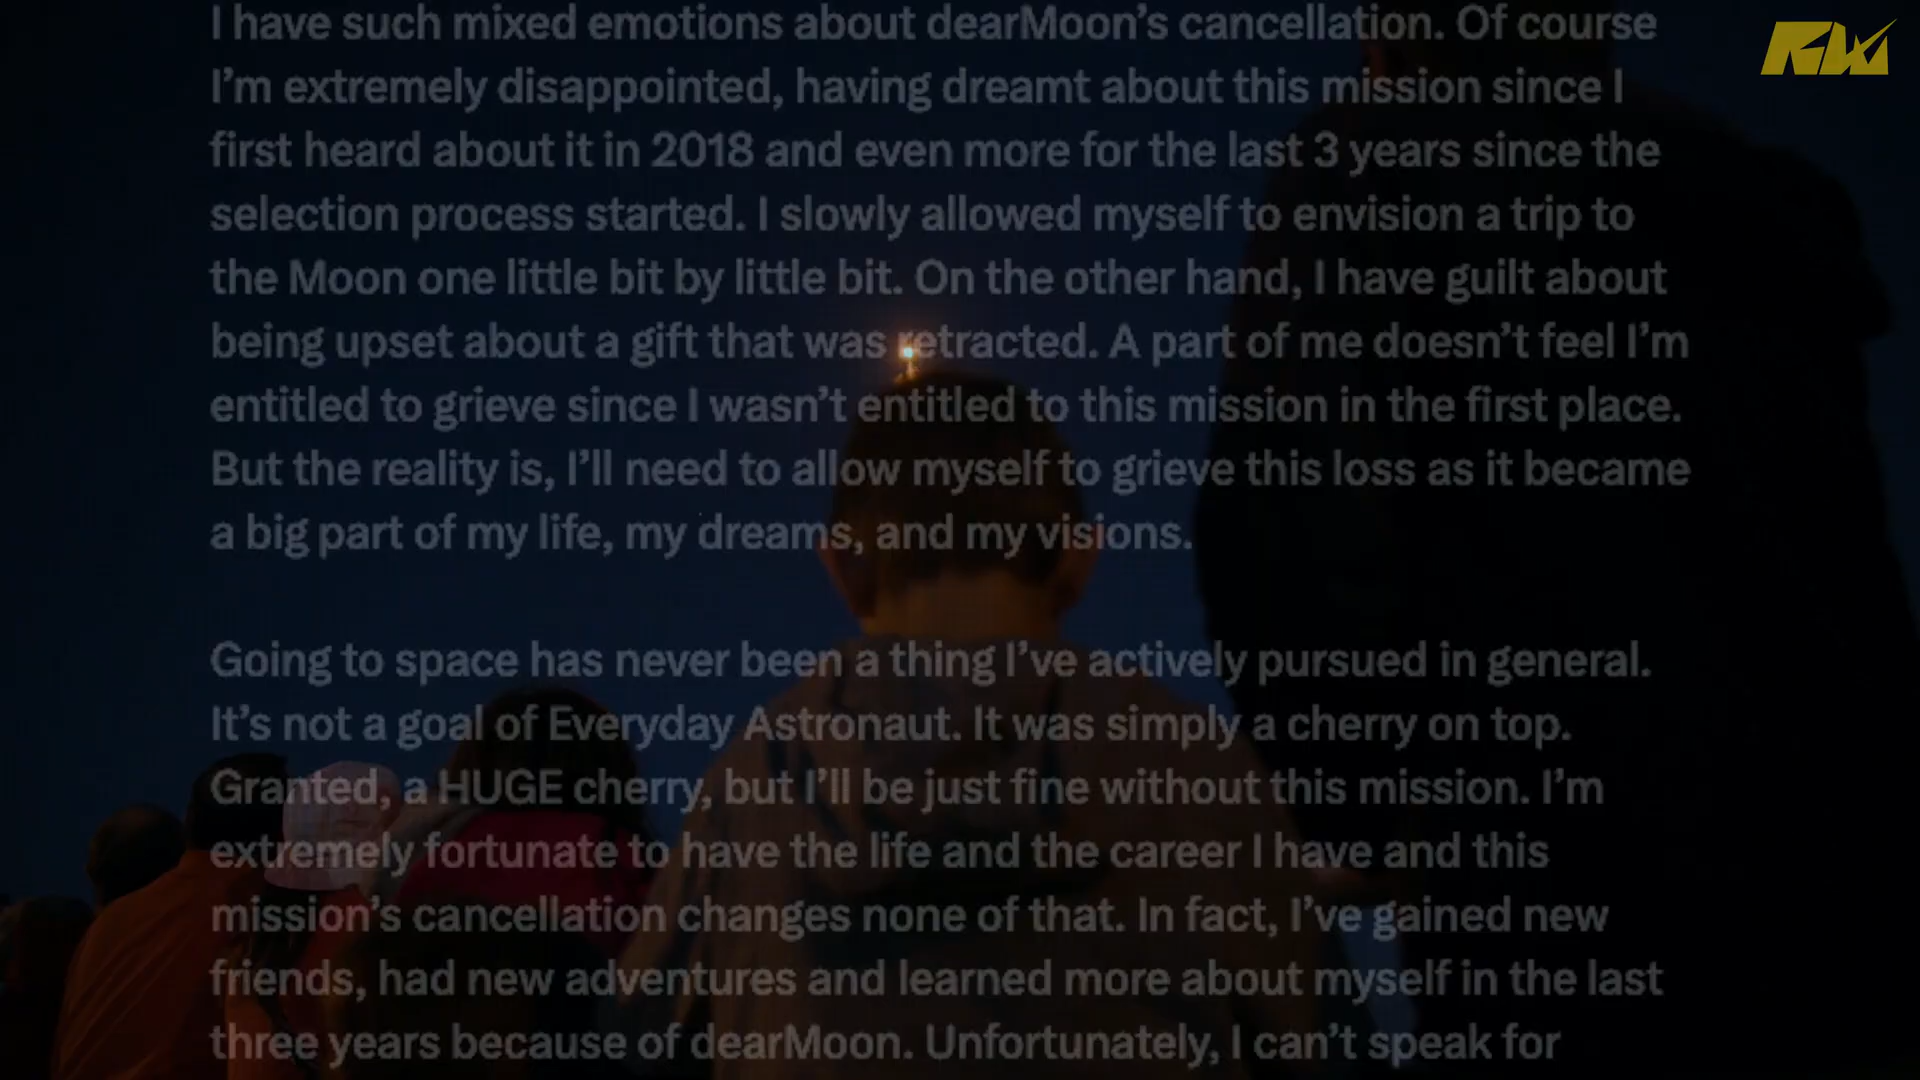 I have such mixed emotions about dearMoon’s cancellation. Of course
I’m extremely disappointed, having dreamt about this mission since I
first heard about it in 2018 and even more for the last 3 years since the
selection process started. I slowly allowed myself to envision a trip to
the Moon one little bit by little bit. On the other hand, I have guilt about
being upset about a gift that was retracted. A part of me doesn’t feel I’m
entitled to grieve since I wasn’t entitled to this mission in the first place.
But the reality is, I’ll need to allow myself to grieve this loss as it became
a big part of my life, my dreams, and my visions.
Going to space has never been a thing I’ve actively pursued in general.
It’s not a goal of Everyday Astronaut. It was simply a cherry on top.
Granted, a HUGE cherry, but I’ll be just fine without this mission. I’m
extremely fortunate to have the life and the career I have and this
mission’s cancellation changes none of that. In fact, I’ve gained new
friends, had new adventures and learned more about myself in the last
three years because of dearMoon. Unfortunately, I can’t speak for